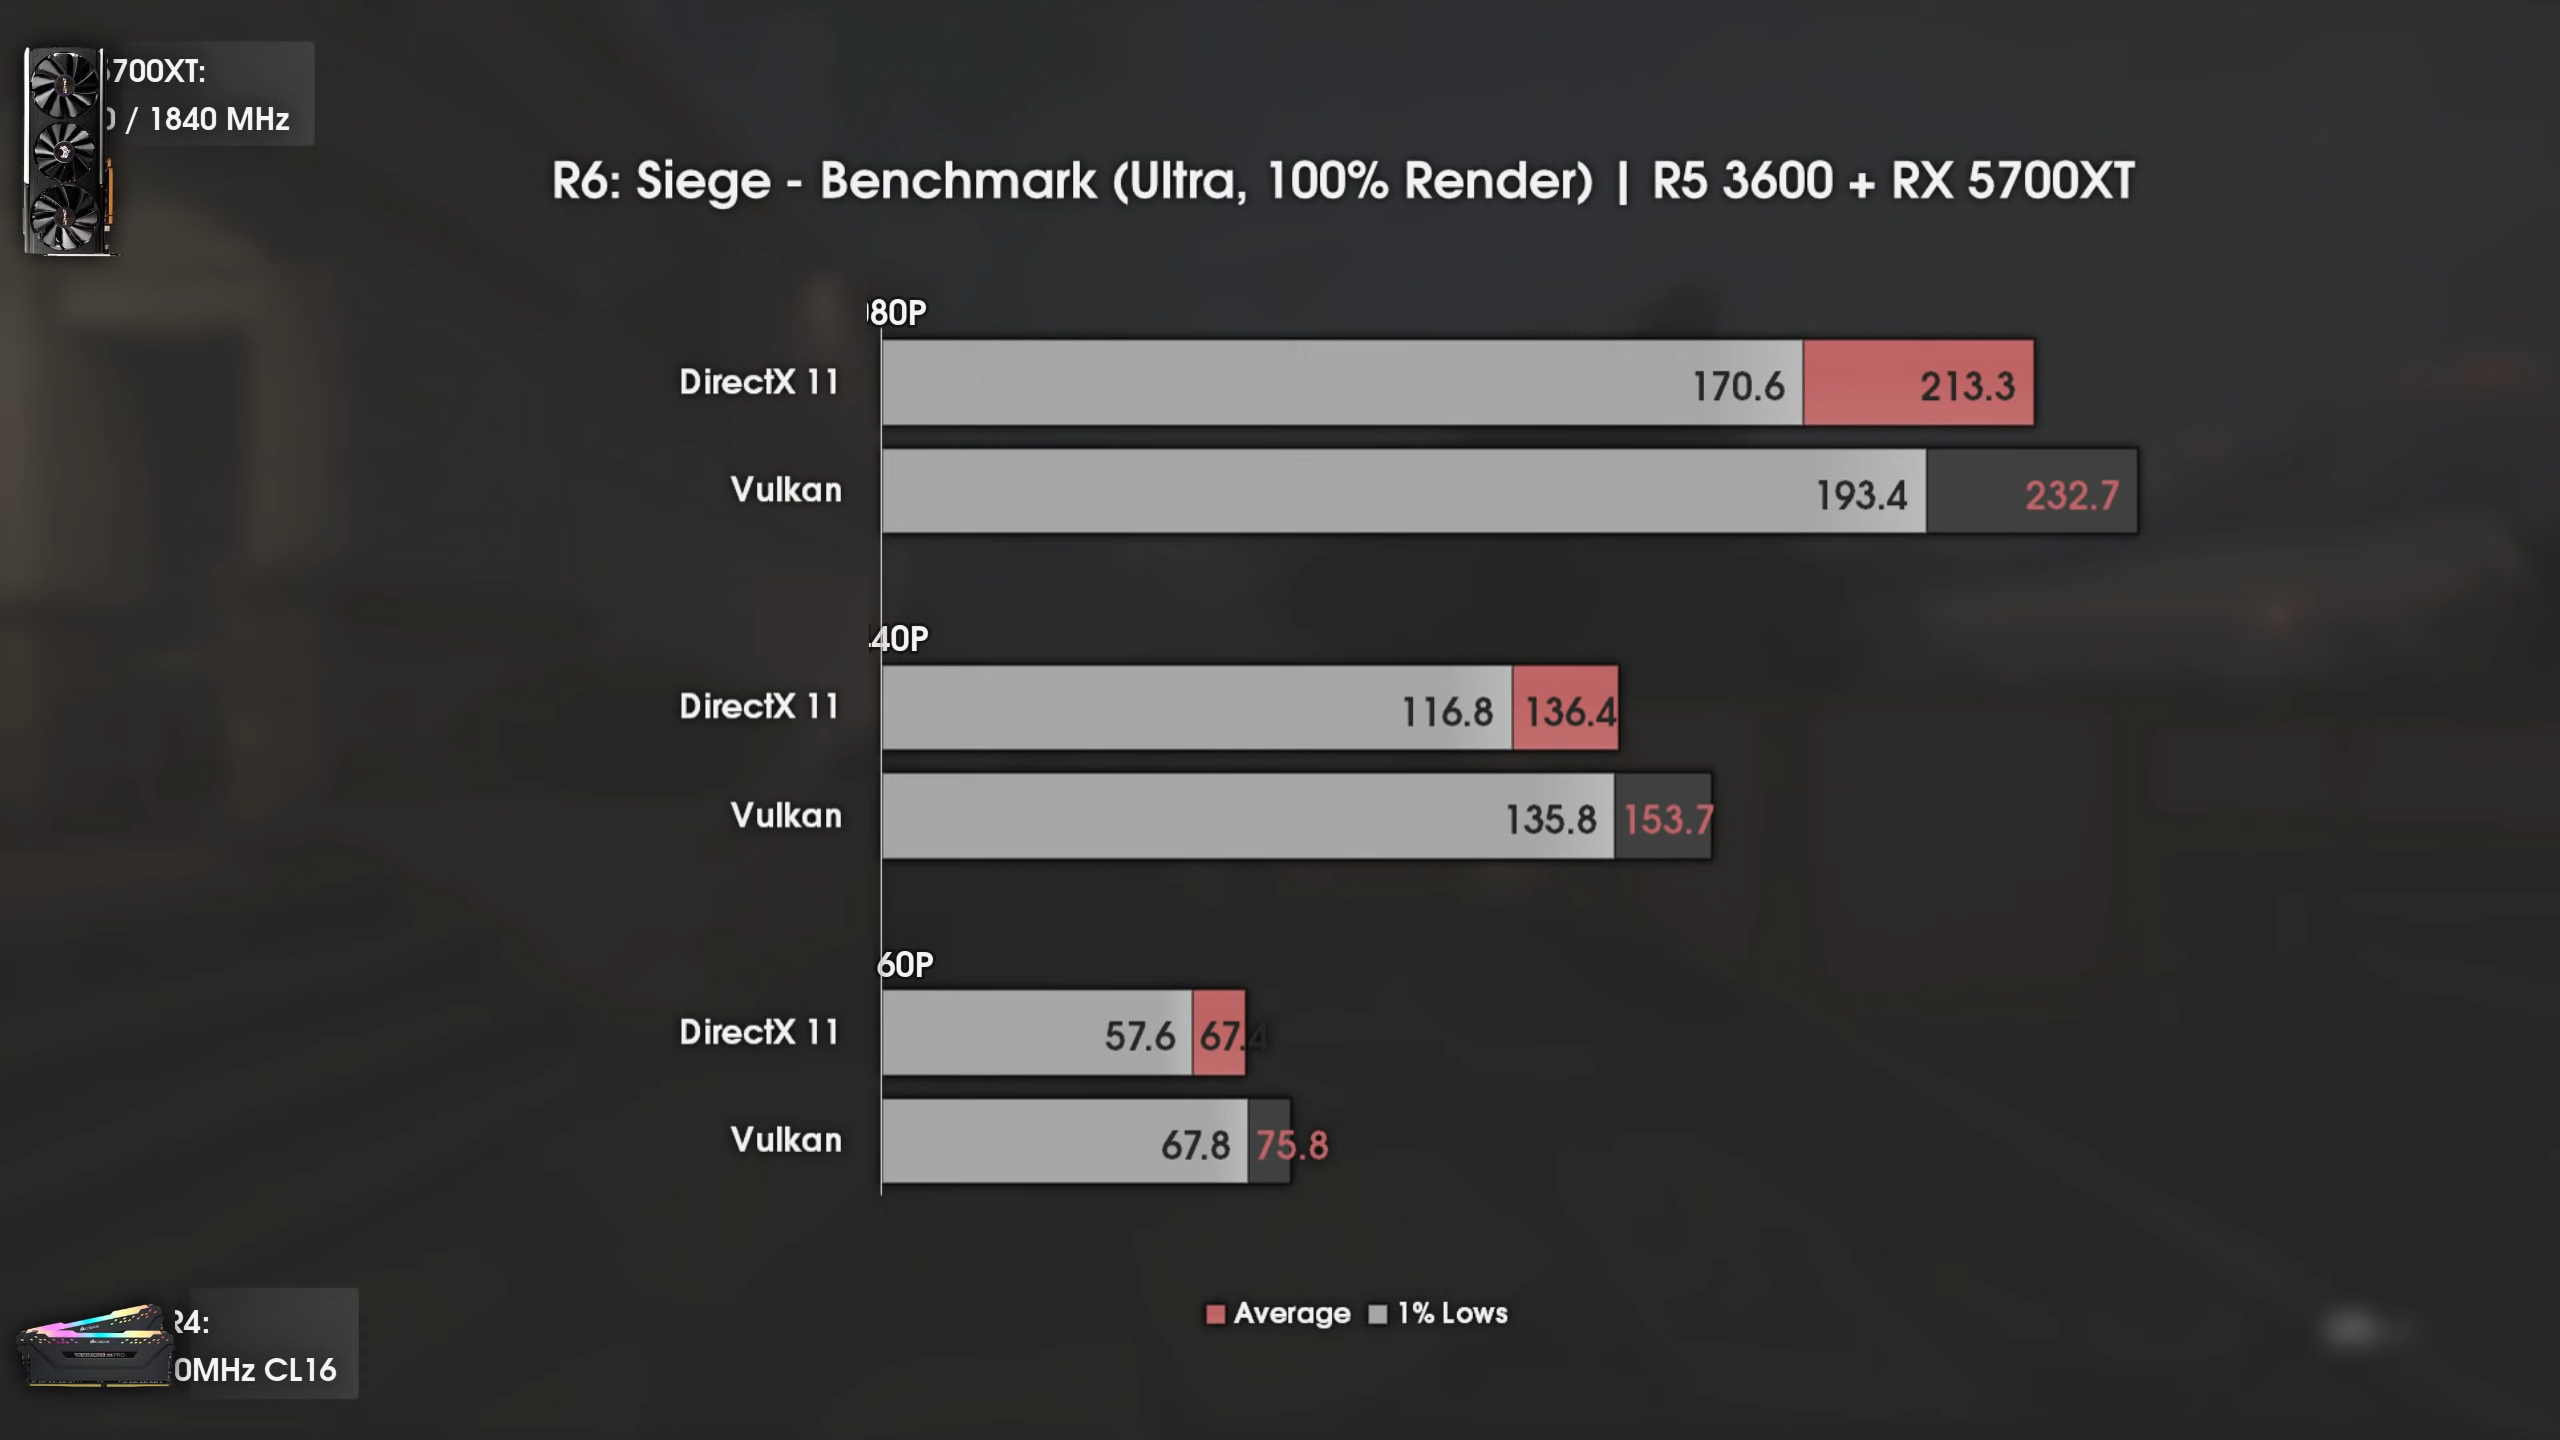 700XT:
/ 1840 MHz
R6: Siege - Benchmark (Ultra, 100% Render) | R5 3600 + RX 5700XT
80P
DirectX 11 170.6 213.3
Vulkan 193.4 232.7
40P
DirectX 11 116.8 136.4
Vulkan 135.8 153.7
60P
DirectX 11 57.6 67.4
Vulkan 67.8 75.8
Average 1% Lows
R4:
0MHz CL16